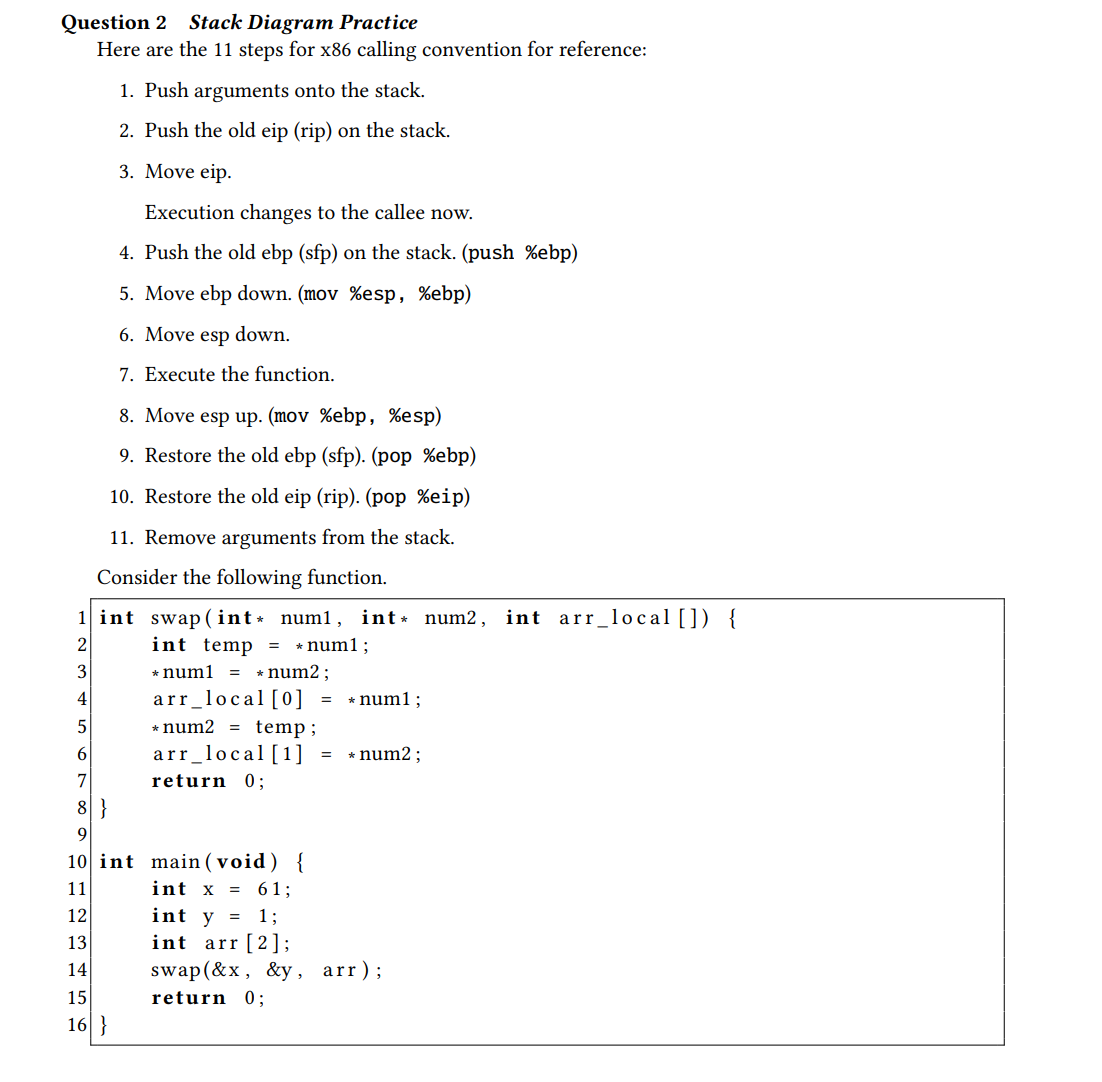 Question 2 Stack Diagram Practice
Here are the 11 steps for x86 calling convention for reference:
1. Push arguments onto the stack.
2. Push the old eip (rip) on the stack.
3. Move eip.
Execution changes to the callee now.
4. Push the old ebp (sfp) on the stack. (push %ebp)
5. Move ebp down. (mov %esp, %ebp)
6. Move esp down.
7. Execute the function.
8. Move esp up. (mov %ebp, %esp)
9. Restore the old ebp (sfp). (pop %ebp)
10. Restore the old eip (rip). (pop %eip)
11. Remove arguments from the stack.
Consider the following function.
1 int swap(int* num1, int* num2, int arr_local[]) {
2     int temp = *num1;
3     *num1 = *num2;
4     arr_local[0] = *num1;
5     *num2 = temp;
6     arr_local[1] = *num2;
7     return 0;
8 }
9
10 int main(void) {
11     int x = 61;
12     int y = 1;
13     int arr[2];
14     swap(&x, &y, arr);
15     return 0;
16 }